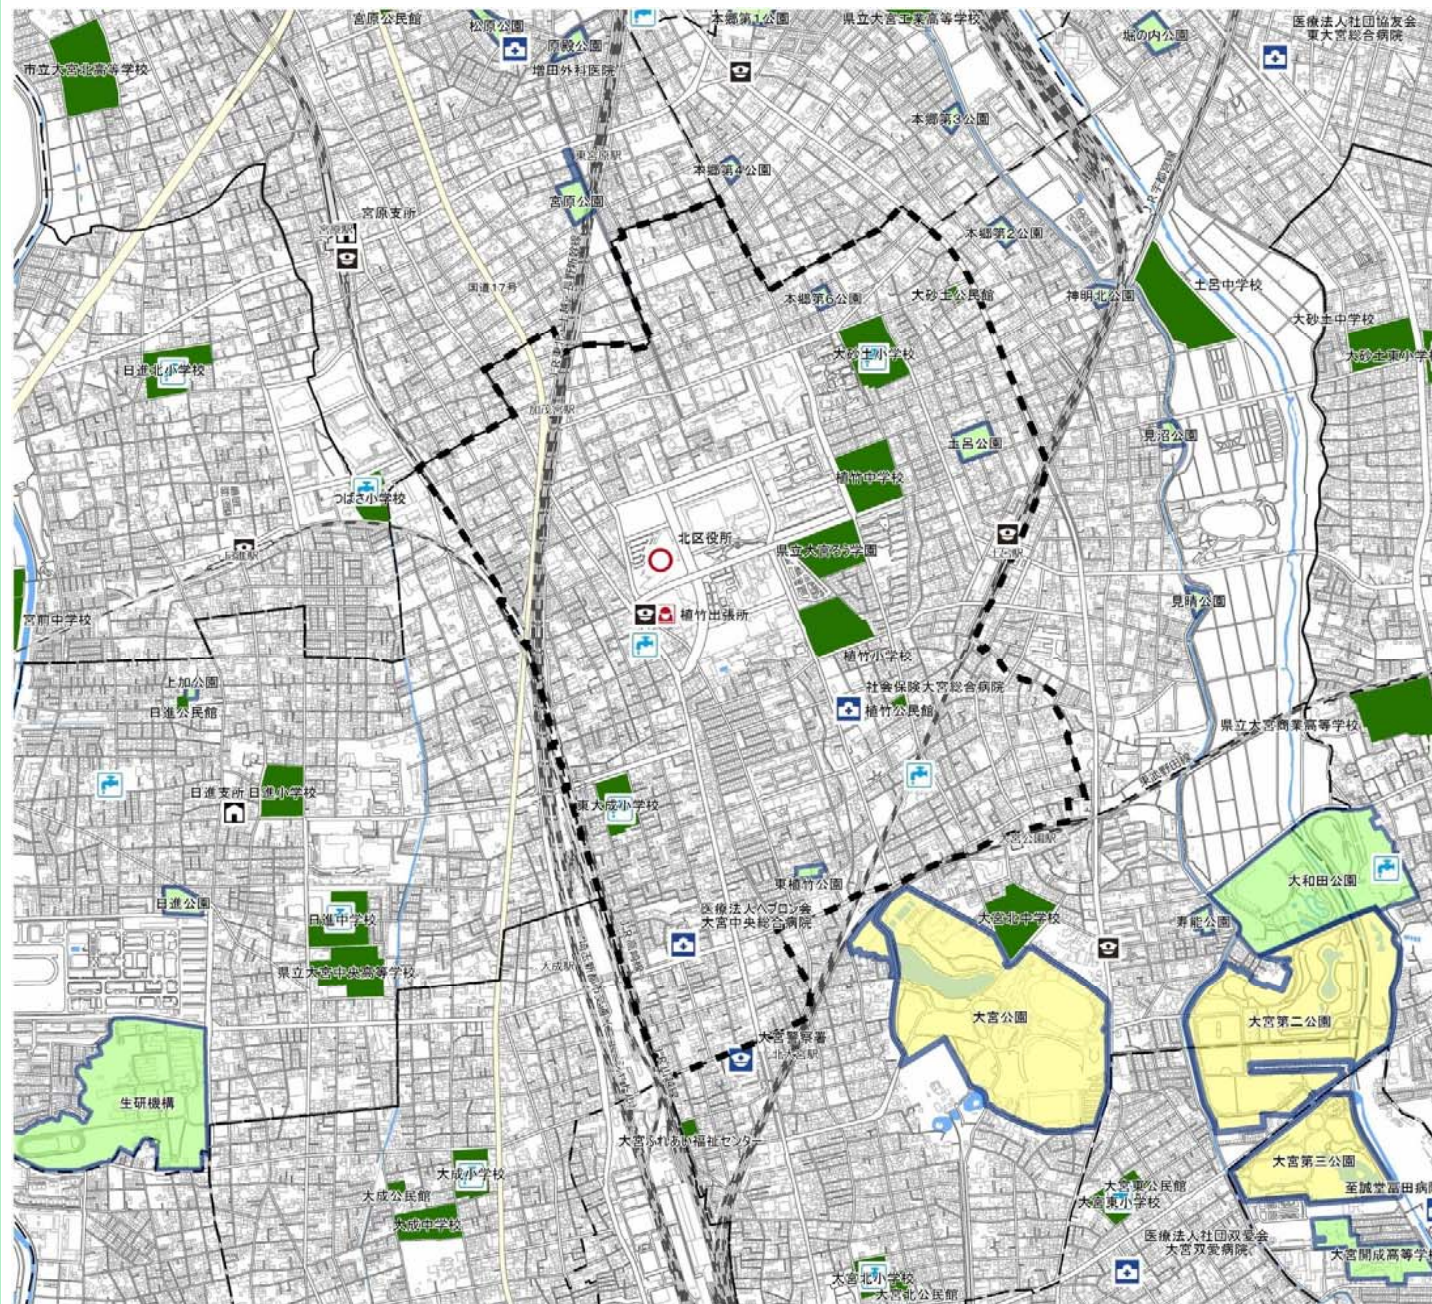 宮原公民館
松原公園
本郷第1公園
県立大宮工業高等学校
医療法人社団協友会
東大宮総合病院
堀の内公園
原殿公園
増田外科医院
市立大宮北高等学校
本郷第3公園
東宮原駅
本郷第4公園
宮原公園
宮原支所
宮原駅
本郷第2公園
国道17号
本郷第6公園
大砂土公民館
神明北公園
土呂中学校
大砂土中学校
大砂土小学校
大砂土東小学校
日進北小学校
加茂宮駅
土呂公園
見沼公園
植竹中学校
つばさ小学校
北区役所
県立大宮ろう学園
日進駅
土呂駅
見晴公園
宮前中学校
植竹出張所
植竹小学校
上加公園
日進公民館
社会保険大宮総合病院
植竹公民館
県立大宮商業高等学校
東武野田線
日進支所
日進小学校
東大成小学校
東植竹公園
大和田公園
日進公園
日進中学校
医療法人ヘブロン会
大宮中央総合病院
大宮北中学校
寿能公園
県立大宮中央高等学校
大宮公園
大宮第二公園
大宮警察署
北大宮駅
生研機構
大宮ふれあい福祉センター
大宮第三公園
大成小学校
大成公民館
大成中学校
大宮東公民館
大宮東小学校
至誠堂冨田病
医療法人社団双愛会
大宮双愛病院
大宮開成高等学
大宮北小学校
大宮北公民館